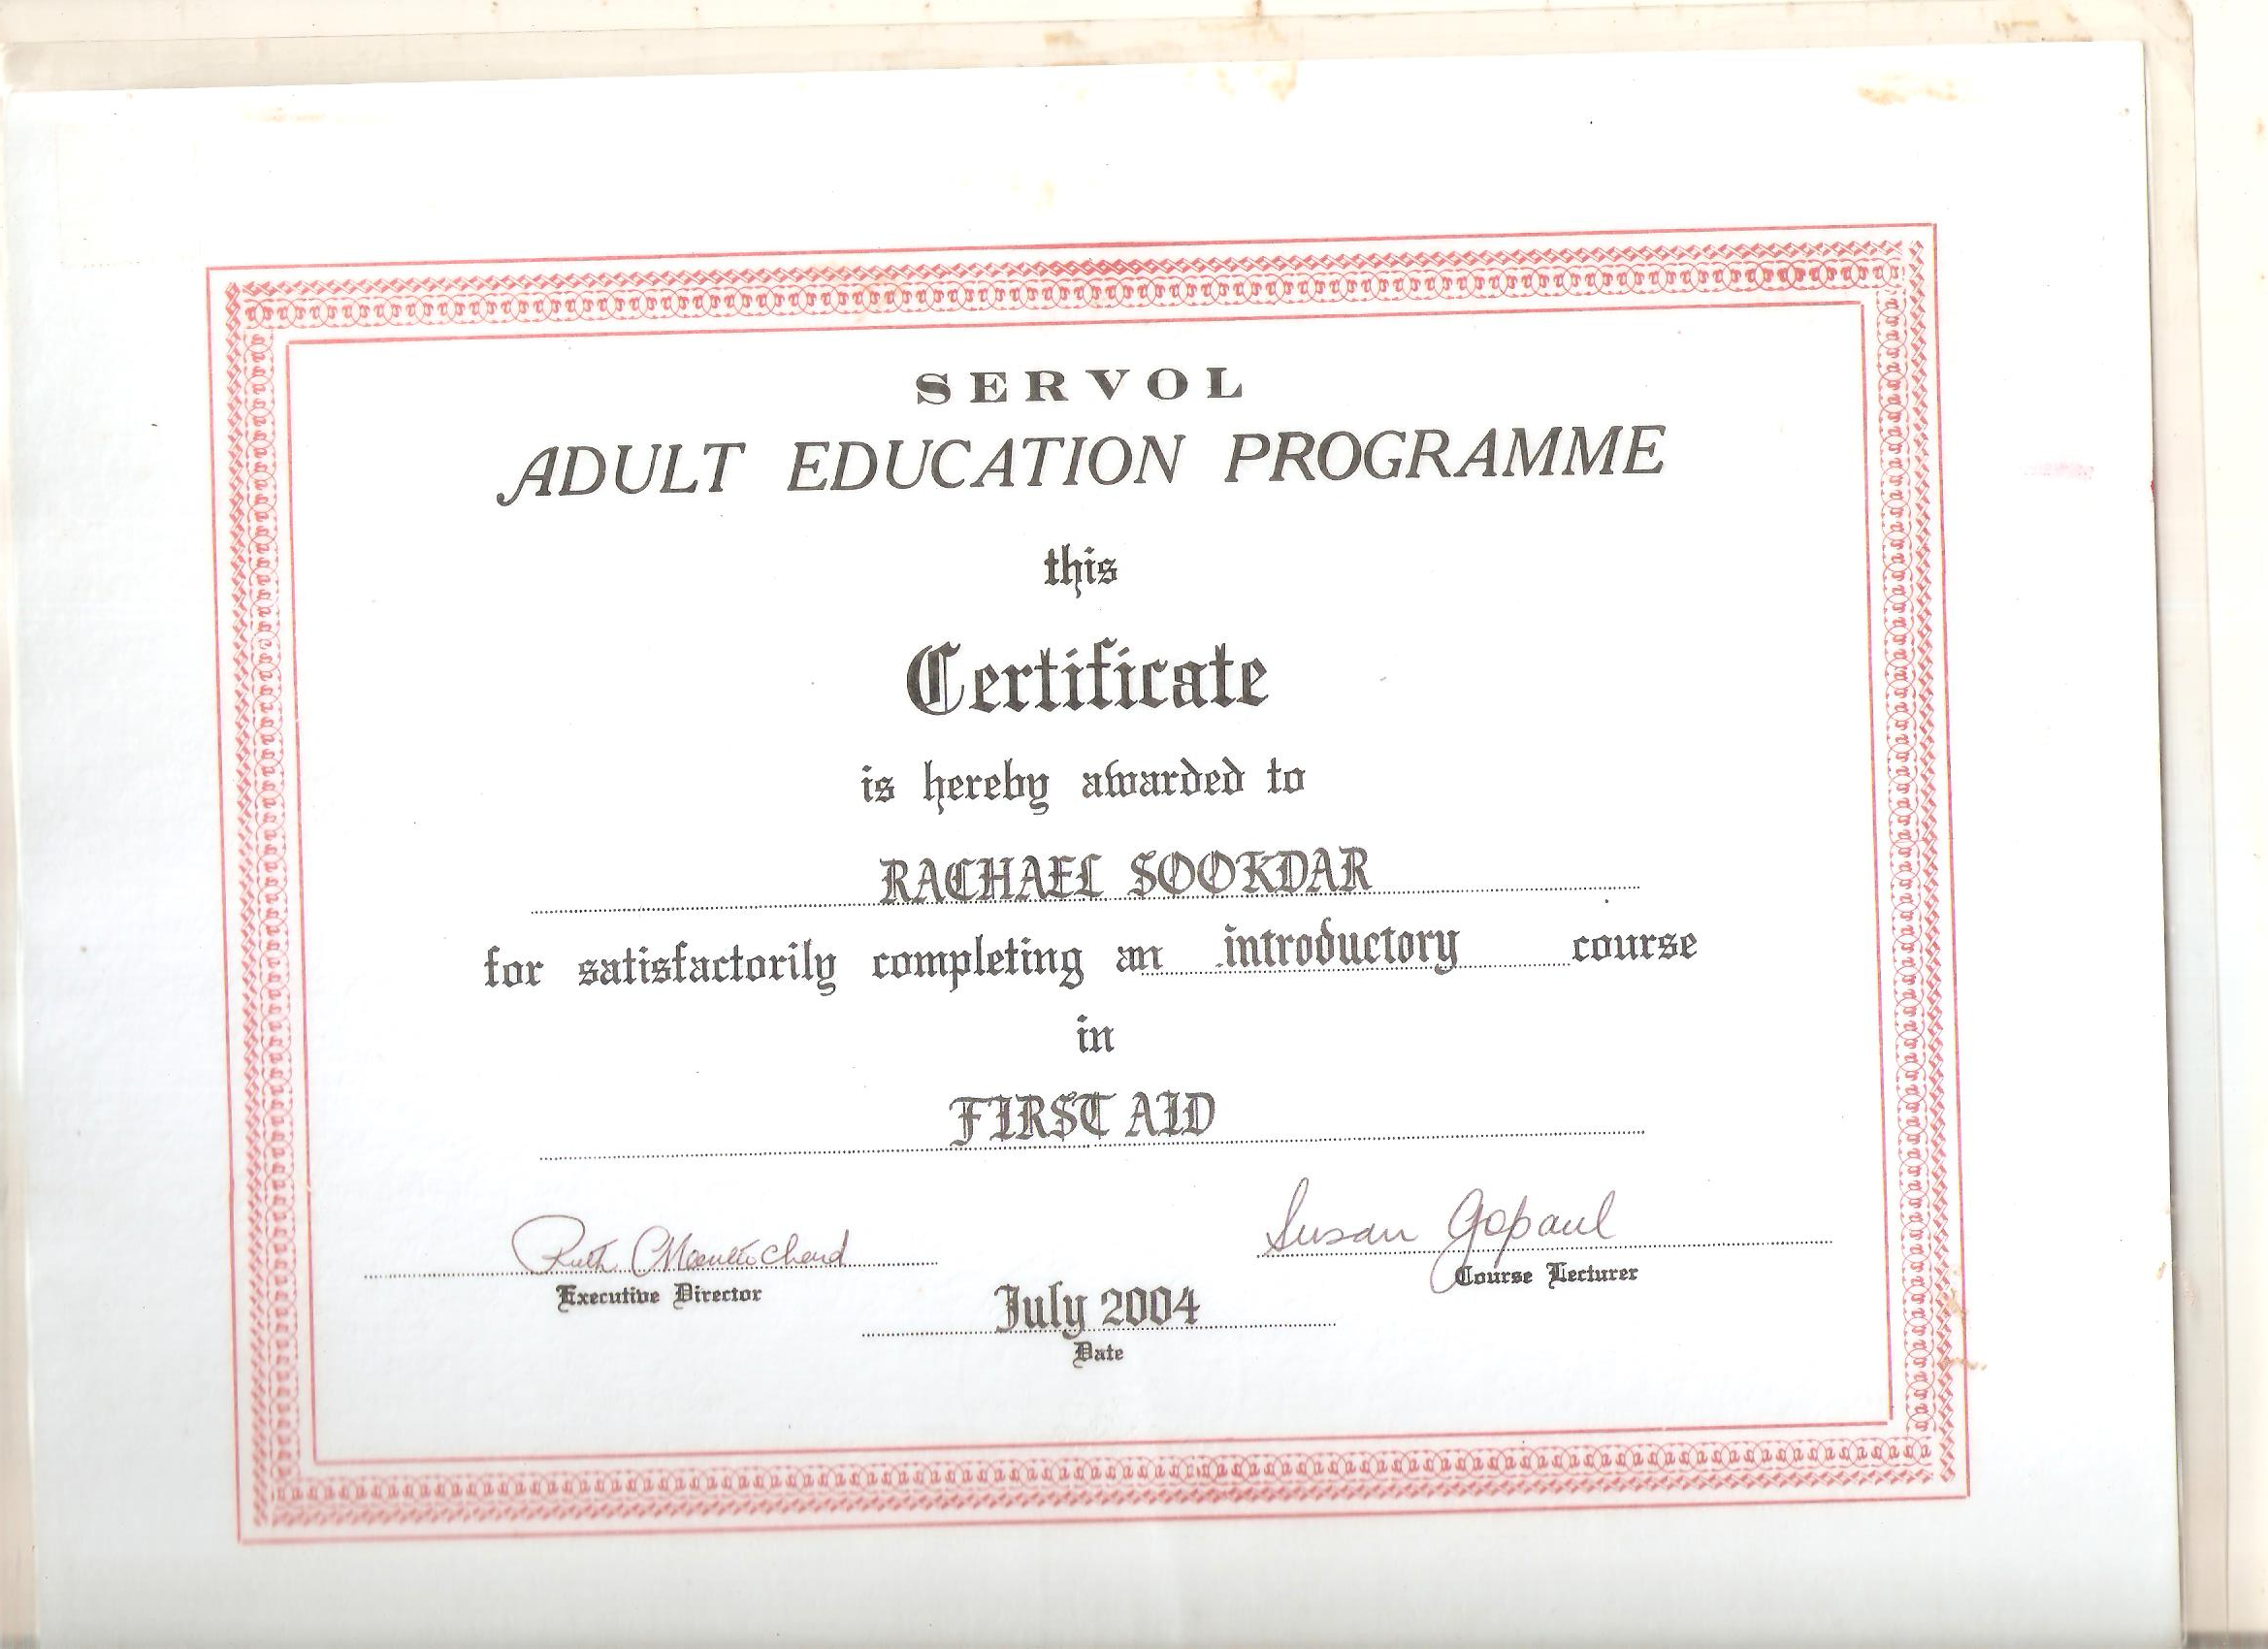 SERVOL
ADULT EDUCATION PROGRAMME
this
Certificate
is hereby awarded to
RACHAEL SOOKDAR
for satisfactorily completing an introductory course
in
FIRST AID
Ruth
Susan Gopaul
Executive Director
Course Lecturer
July 2004
Date